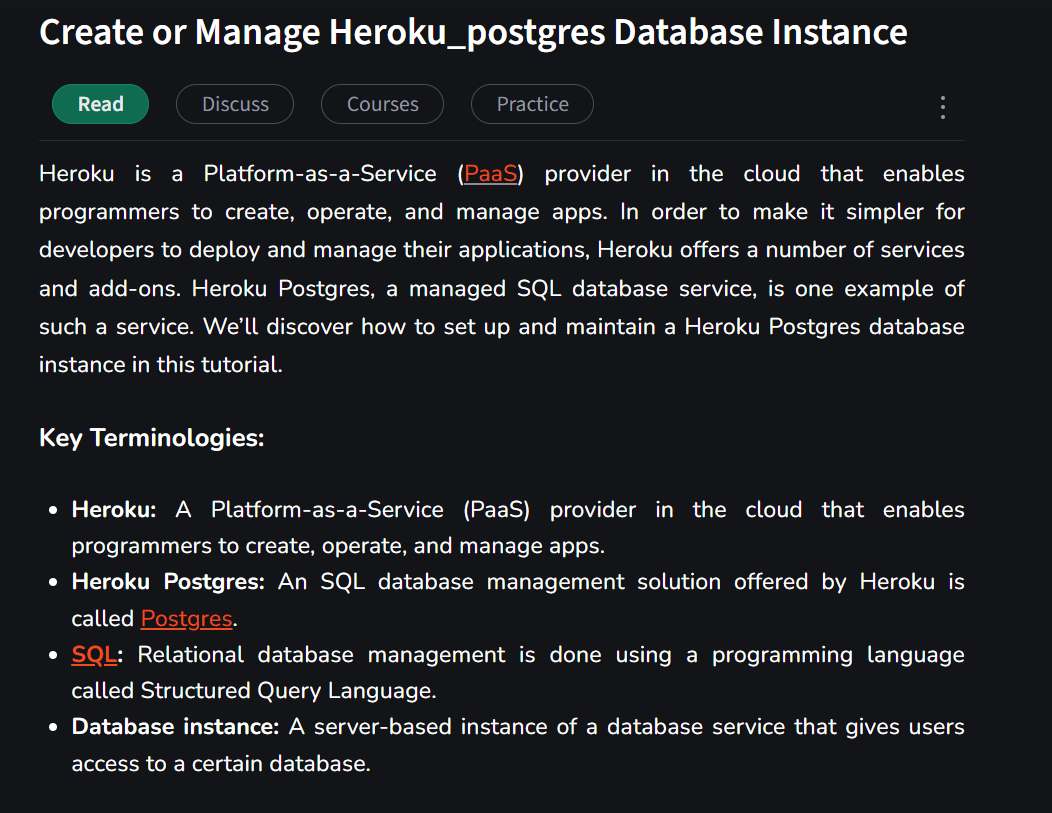 Create or Manage Heroku_postgres Database Instance
Read
Discuss
Courses
Practice
Heroku is a Platform-as-a-Service (PaaS) provider in the cloud that enables
programmers to create, operate, and manage apps. In order to make it simpler for
developers to deploy and manage their applications, Heroku offers a number of services
and add-ons. Heroku Postgres, a managed SQL database service, is one example of
such a service. We’ll discover how to set up and maintain a Heroku Postgres database
instance in this tutorial.
Key Terminologies:
• Heroku: A Platform-as-a-Service (PaaS) provider in the cloud that enables
programmers to create, operate, and manage apps.
• Heroku Postgres: An SQL database management solution offered by Heroku is
called Postgres.
• SQL: Relational database management is done using a programming language
called Structured Query Language.
• Database instance: A server-based instance of a database service that gives users
access to a certain database.